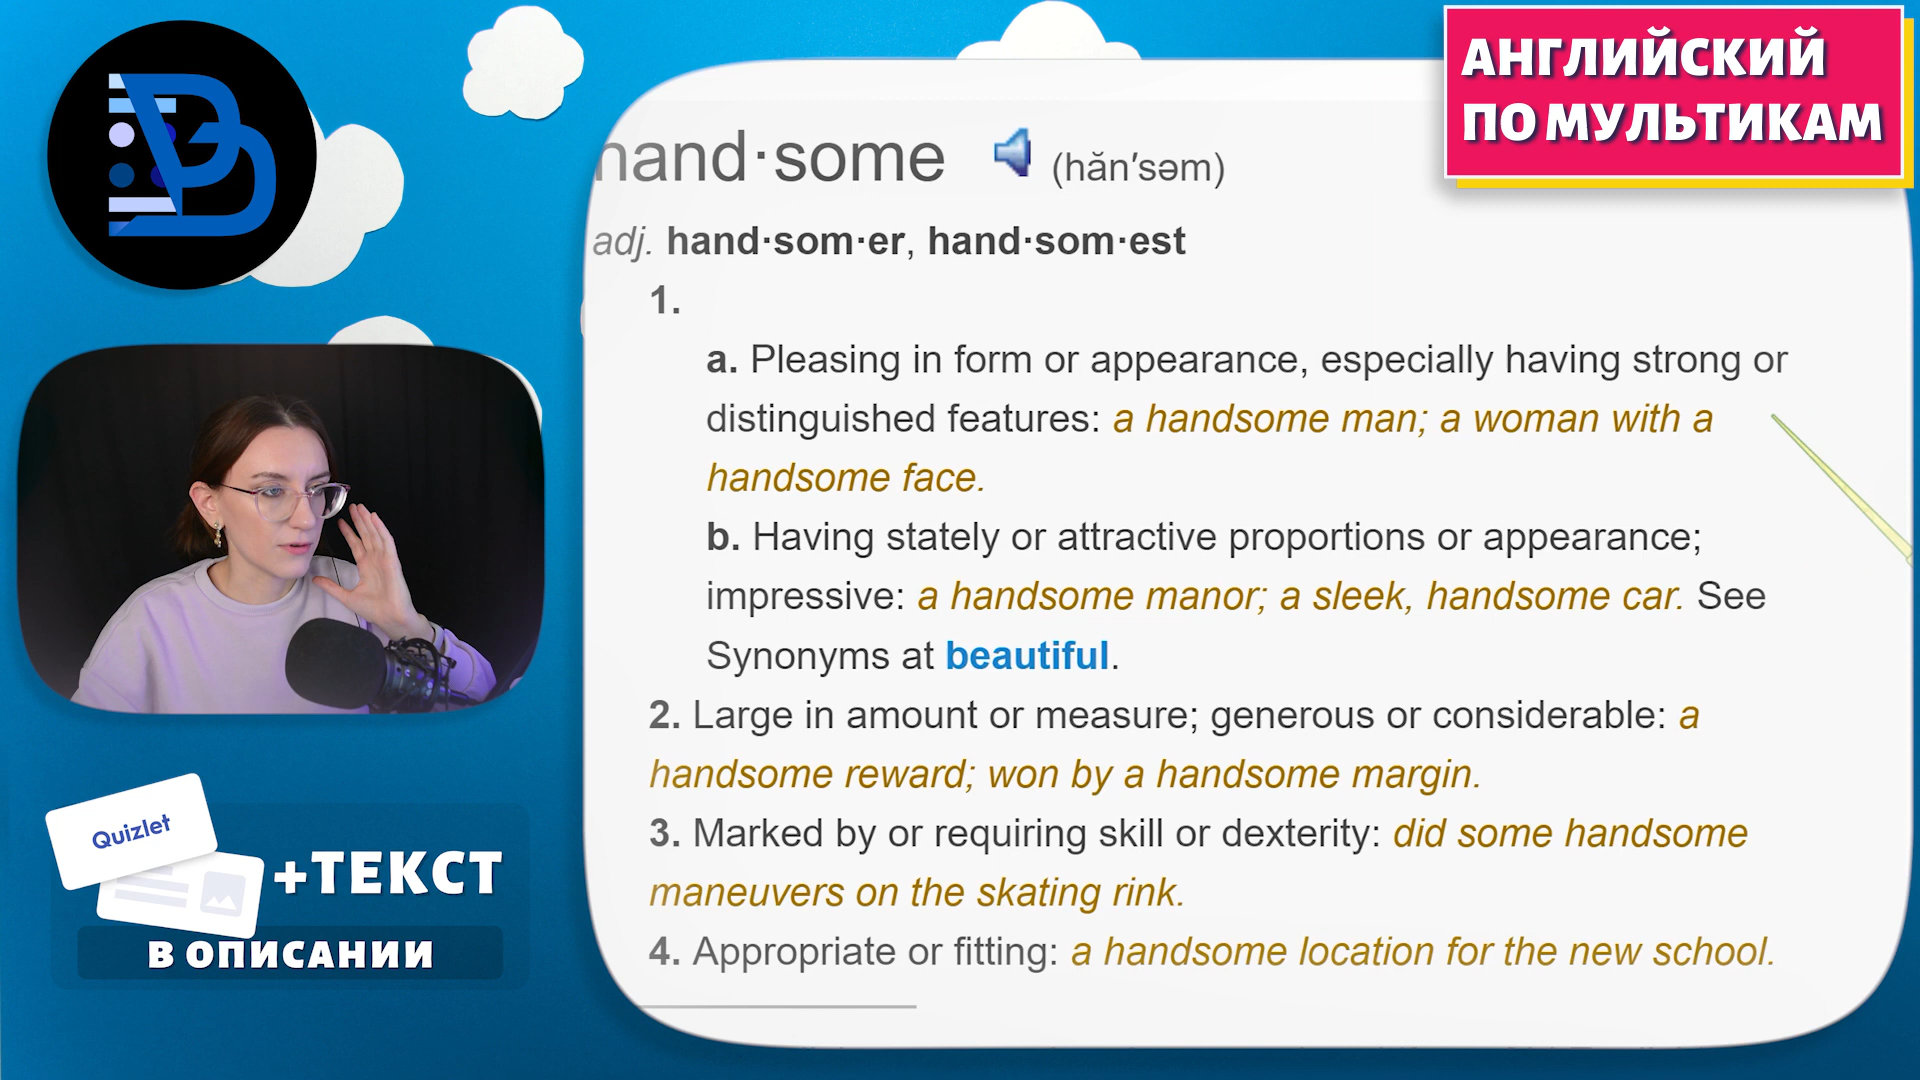 АНГЛИЙСКИЙ
ПО МУЛЬТИКАМ
hand·some (hăn′səm)
adj. hand·som·er, hand·som·est
1.
a. Pleasing in form or appearance, especially having strong or
distinguished features: a handsome man; a woman with a
handsome face.
b. Having stately or attractive proportions or appearance;
impressive: a handsome manor; a sleek, handsome car. See
Synonyms at beautiful.
2. Large in amount or measure; generous or considerable: a
handsome reward; won by a handsome margin.
3. Marked by or requiring skill or dexterity: did some handsome
maneuvers on the skating rink.
4. Appropriate or fitting: a handsome location for the new school.
Quizlet
+ТЕКСТ
В ОПИСАНИИ